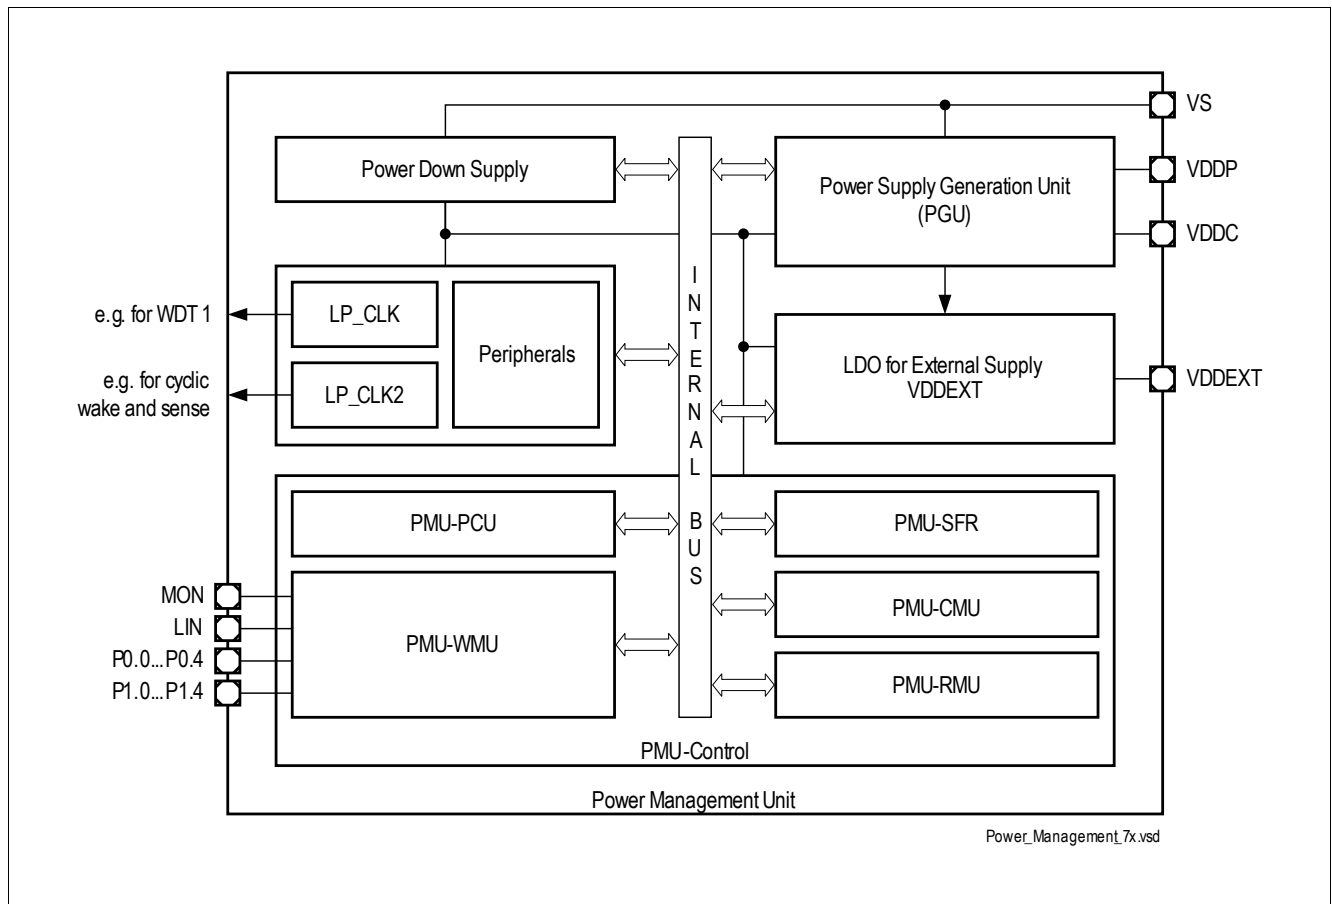 VS
Power Down Supply
Power Supply Generation Unit
(PGU)
VDDP
VDDC
e.g. for WDT 1
LP_CLK
Peripherals
e.g. for cyclic
wake and sense
LP_CLK2
INTERNAL BUS
LDO for External Supply
VDDEXT
VDDEXT
PMU-PCU
PMU-SFR
MON
LIN
P0.0...P0.4
P1.0...P1.4
PMU-WMU
PMU-CMU
PMU-RMU
PMU-Control
Power Management Unit
Power_Management_7x.vsd